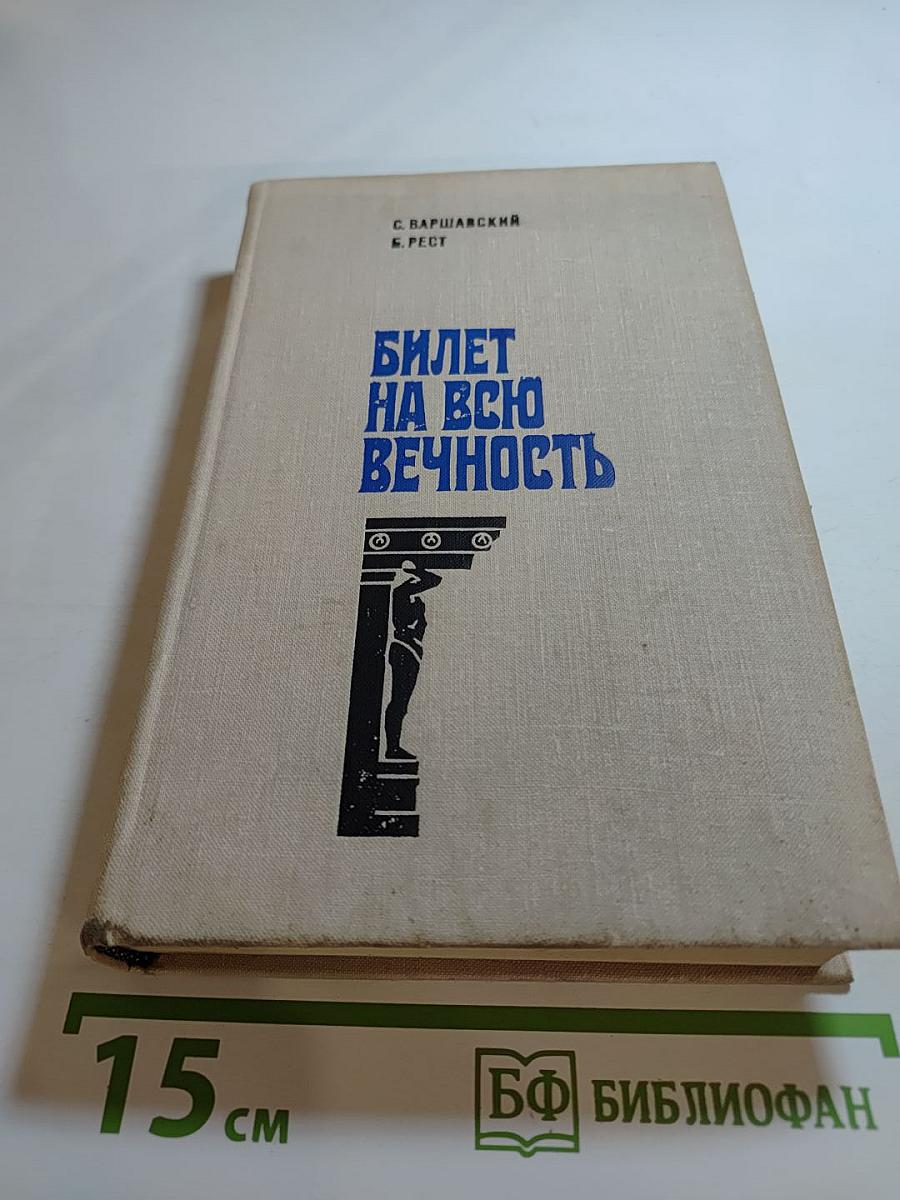 С. ВАРШАВСКИЙ
Б. РЕСТ
БИЛЕТ
НА ВСЮ
ВЕЧНОСТЬ
15 см
БФ БИБЛИОФАН